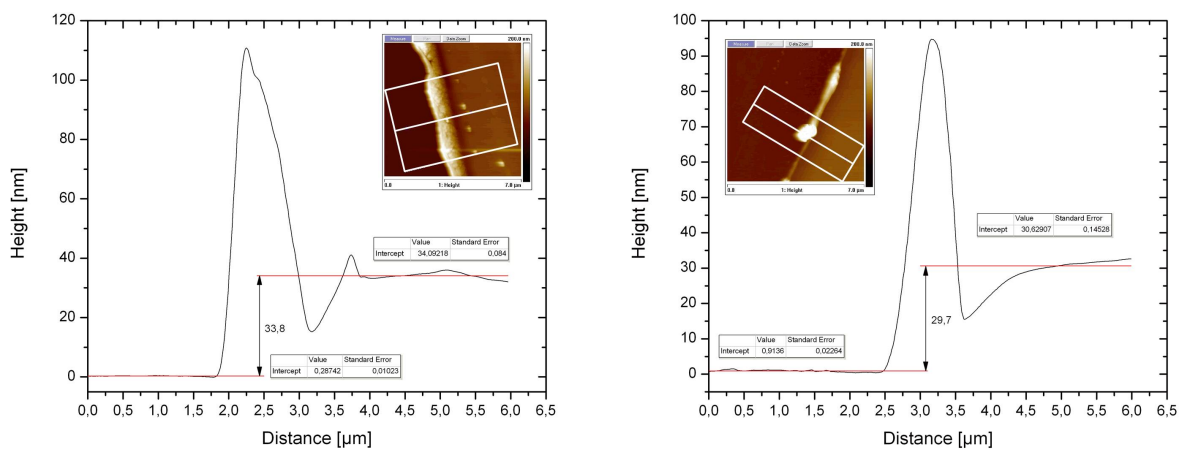 120
100
80
60
40
20
0
Height [nm]
0,0 0,5 1,0 1,5 2,0 2,5 3,0 3,5 4,0 4,5 5,0 5,5 6,0 6,5
Distance [µm]
200.0 nm
Data Zoom
0.0 1: Height 7.0 µm
Value Standard Error
Intercept 34,09218 0,084
33,8
Value Standard Error
Intercept 0,28742 0,01023
100
90
80
70
60
50
40
30
20
10
0
Height [nm]
0,0 0,5 1,0 1,5 2,0 2,5 3,0 3,5 4,0 4,5 5,0 5,5 6,0 6,5
Distance [µm]
Measure Data Zoom 200.0 nm
0.0 1: Height 7.0 µm
Value Standard Error
Intercept 30,62907 0,14528
29,7
Value Standard Error
Intercept 0,9136 0,02264